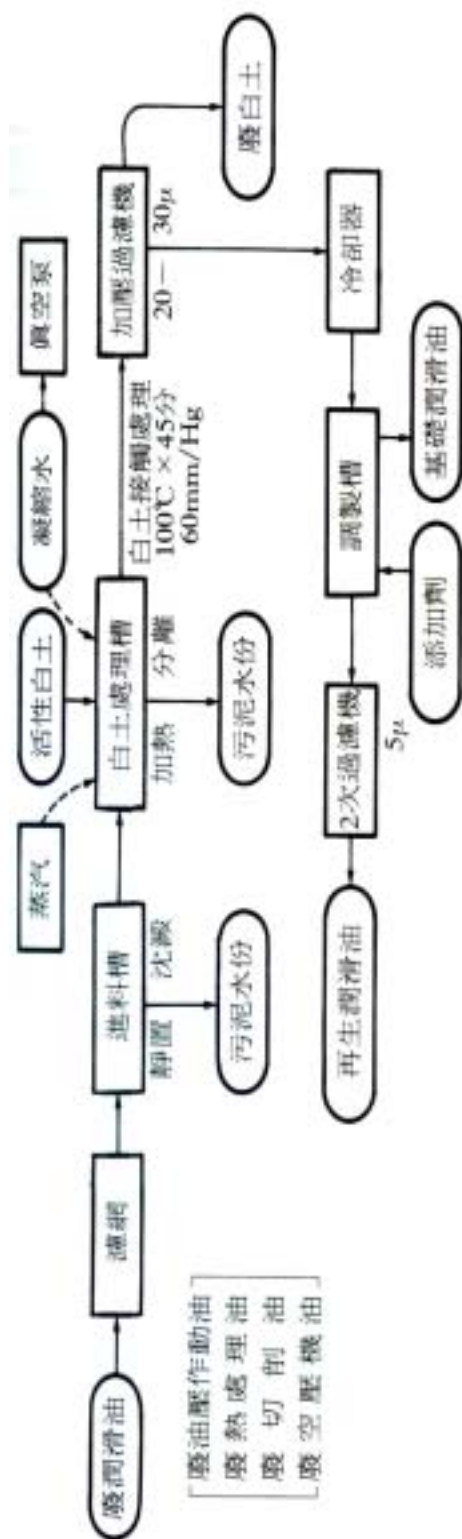 廢潤滑油
濾網
進料槽
靜置 沈澱
污泥水份
蒸汽
活性白土
凝縮水
眞空泵
白土處理槽
加熱 分離
污泥水份
白土接觸處理
100℃×45分
60mm/Hg
加壓過濾機
20－30μ
廢白土
冷卻器
調製槽
基礎潤滑油
添加劑
2次過濾機
5μ
再生潤滑油
廢油壓作動油
廢熱處理油
廢切削油
廢空壓機油